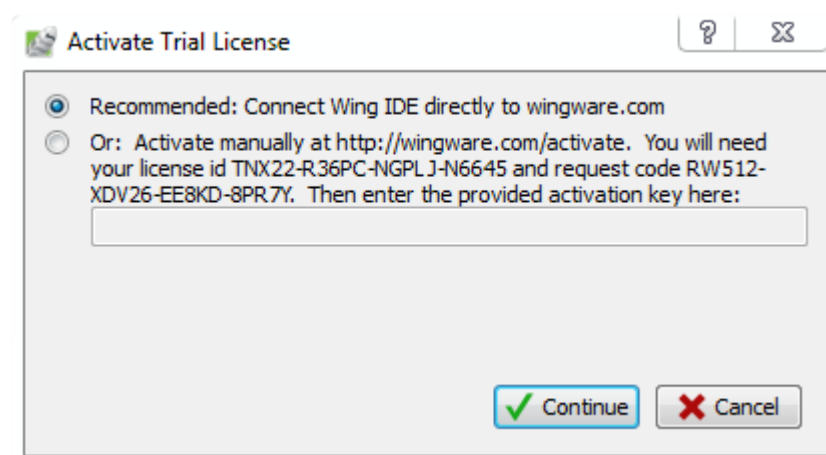 Activate Trial License
Recommended: Connect Wing IDE directly to wingware.com
Or: Activate manually at http://wingware.com/activate. You will need
your license id TNX22-R36PC-NGPLJ-N6645 and request code RW512-
XDV26-EE8KD-8PR7Y. Then enter the provided activation key here:
Continue
Cancel